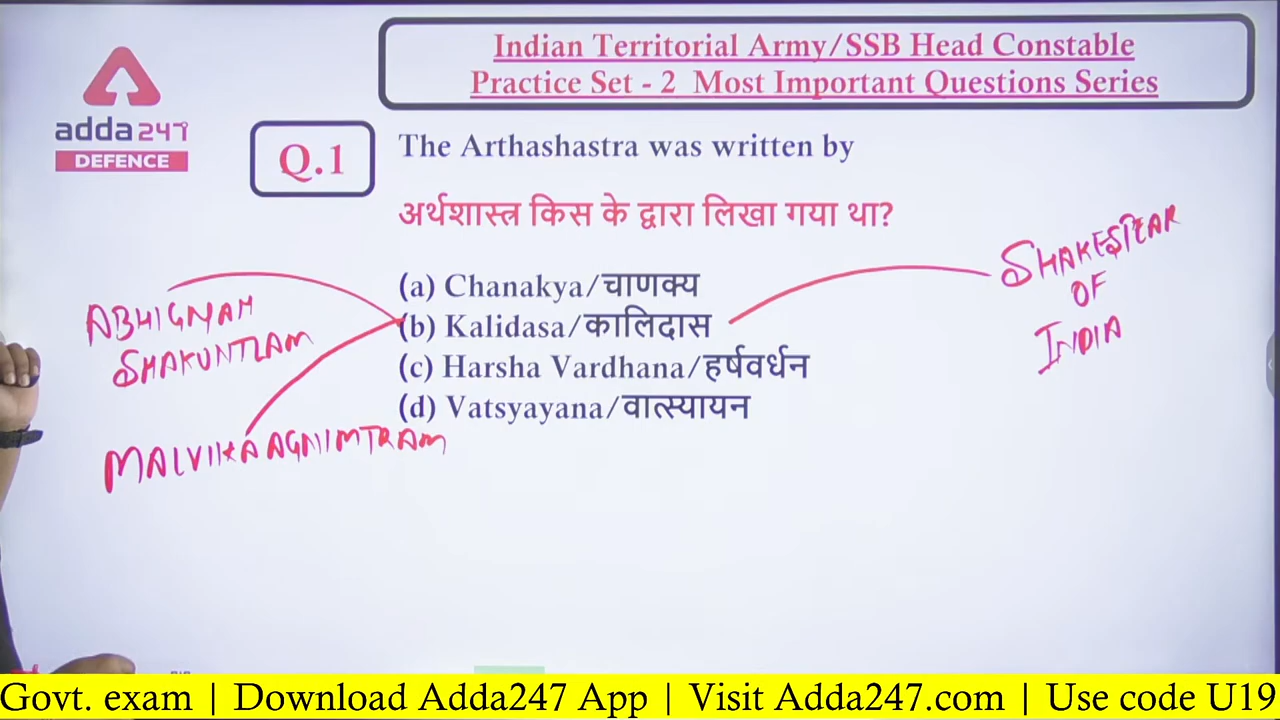 Indian Territorial Army/SSB Head Constable
Practice Set - 2 Most Important Questions Series
adda247
DEFENCE
Q.1
The Arthashastra was written by
अर्थशास्त्र किस के द्वारा लिखा गया था?
(a) Chanakya/चाणक्य
(b) Kalidasa/कालिदास
(c) Harsha Vardhana/हर्षवर्धन
(d) Vatsyayana/वात्स्यायन
ABHIGNAM
SHAKUNTLAM
MALVIKAAGNIMTRAM
SHAKESPEAR
OF
INDIA
Govt. exam | Download Adda247 App | Visit Adda247.com | Use code U19